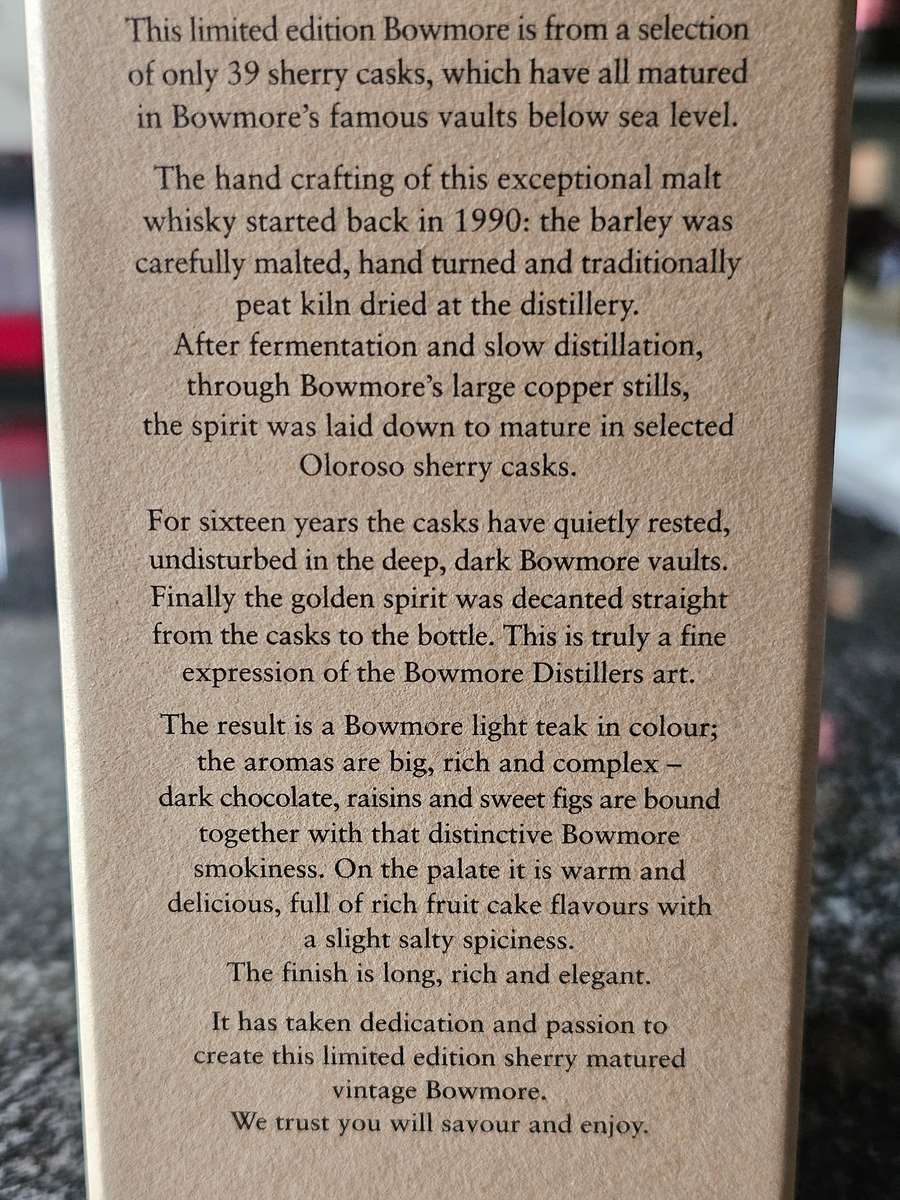 This limited edition Bowmore is from a selection
of only 39 sherry casks, which have all matured
in Bowmore's famous vaults below sea level.
The hand crafting of this exceptional malt
whisky started back in 1990: the barley was
carefully malted, hand turned and traditionally
peat kiln dried at the distillery.
After fermentation and slow distillation,
through Bowmore's large copper stills,
the spirit was laid down to mature in selected
Oloroso sherry casks.
For sixteen years the casks have quietly rested,
undisturbed in the deep, dark Bowmore vaults.
Finally the golden spirit was decanted straight
from the casks to the bottle. This is truly a fine
expression of the Bowmore Distillers art.
The result is a Bowmore light teak in colour;
the aromas are big, rich and complex –
dark chocolate, raisins and sweet figs are bound
together with that distinctive Bowmore
smokiness. On the palate it is warm and
delicious, full of rich fruit cake flavours with
a slight salty spiciness.
The finish is long, rich and elegant.
It has taken dedication and passion to
create this limited edition sherry matured
vintage Bowmore.
We trust you will savour and enjoy.